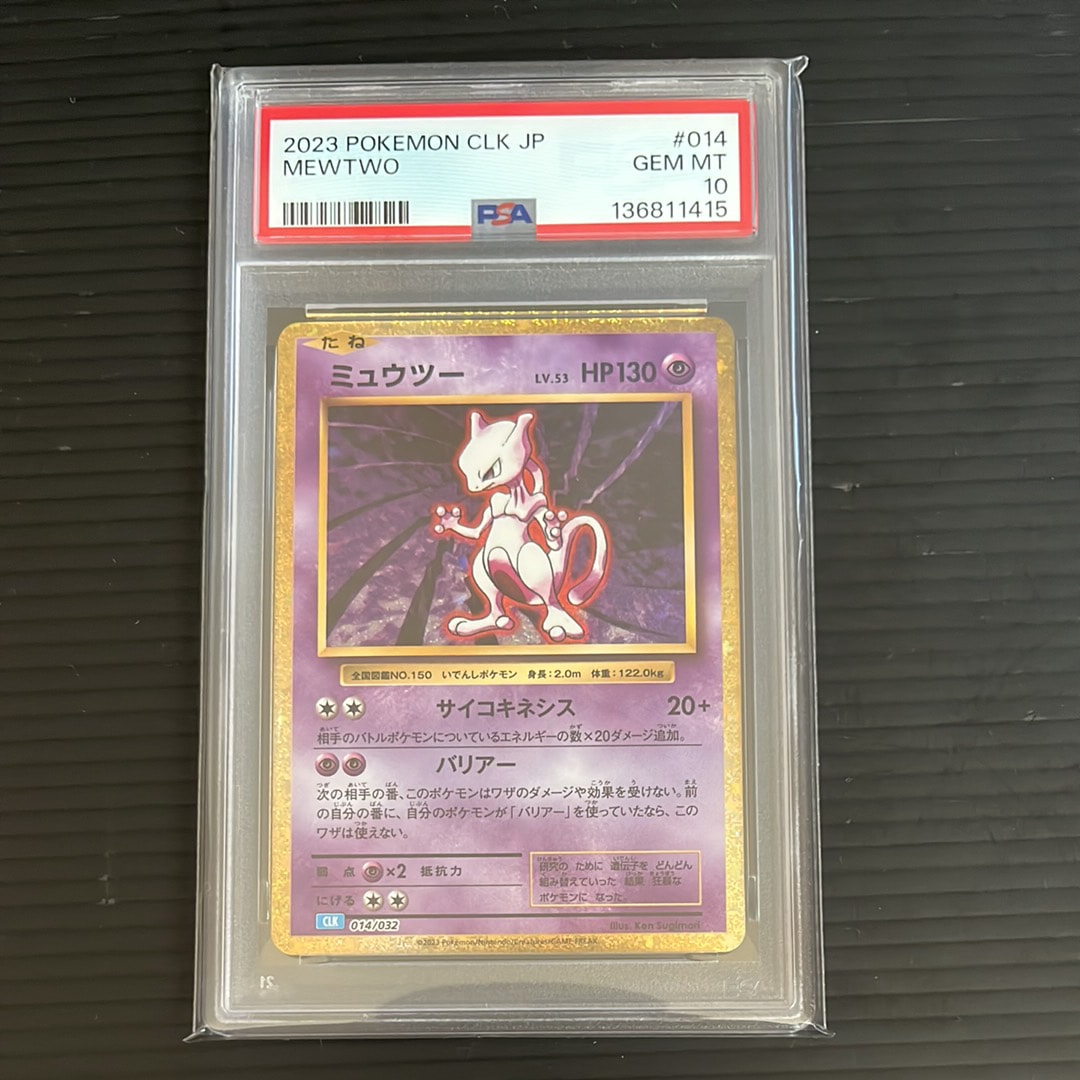 2023 POKEMON CLK JP #014
MEWTWO GEM MT
10
PSA 136811415
たね
ミュウツー LV.53 HP130
全国図鑑NO.150 いでんしポケモン 身長:2.0m 体重:122.0kg
サイコキネシス 20+
相手のバトルポケモンについているエネルギーの数×20ダメージ追加。
バリアー
次の相手の番、このポケモンはワザのダメージや効果を受けない。前
の自分の番に、自分のポケモンが「バリアー」を使っていたなら、この
ワザは使えない。
弱点 ×2 抵抗力
にげる
研究の ために 遺伝子を どんどん
組み替えていった 結果 狂暴な
ポケモンに なった。
CLK 014/032
Illus. Ken Sugimori
©2023 Pokémon/Nintendo/Creatures/GAME FREAK